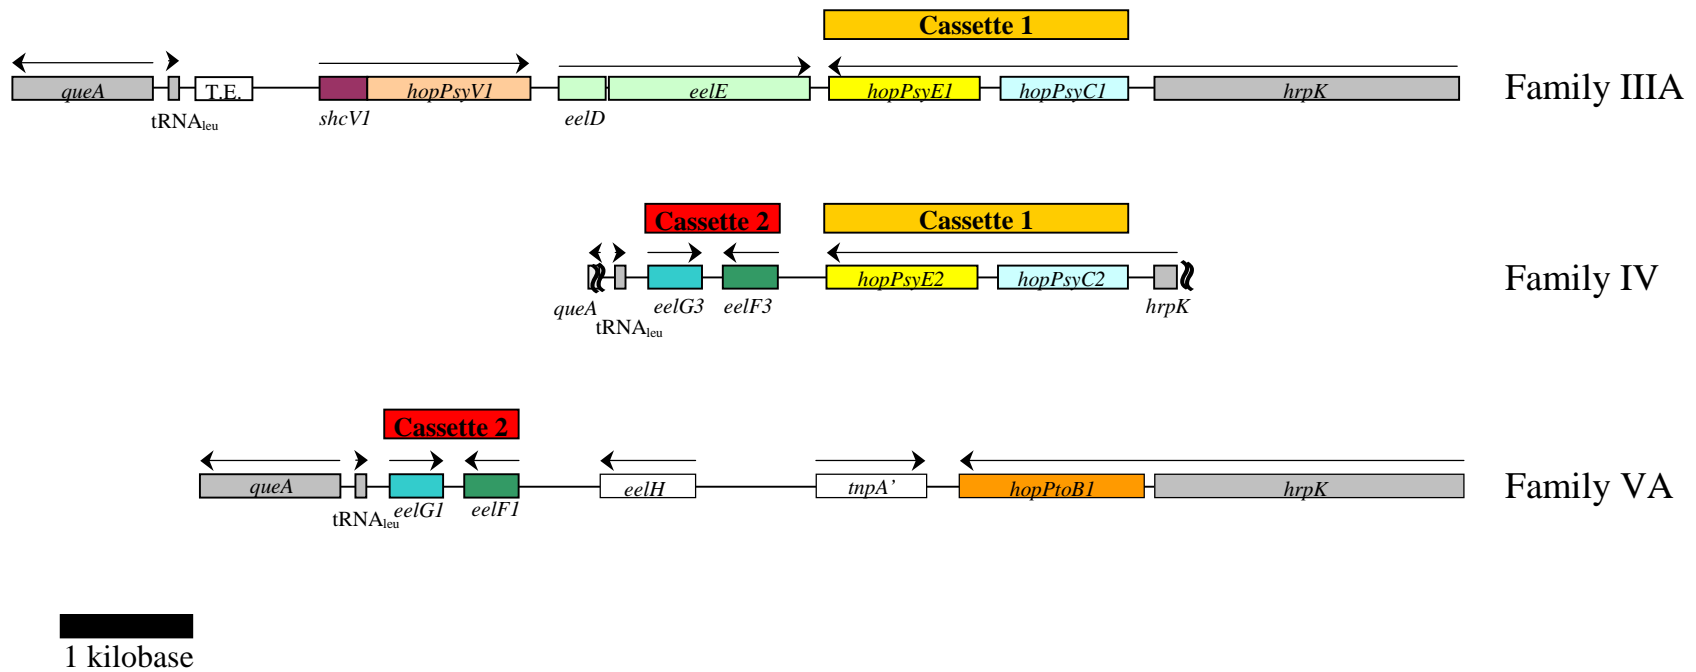 Cassette 1
queA T.E. hopPsyV1 eelE hopPsyE1 hopPsyC1 hrpK Family IIIA
tRNAleu shcV1 eelD
Cassette 2 Cassette 1
hopPsyE2 hopPsyC2 Family IV
queA eelG3 eelF3 hrpK
tRNAleu
Cassette 2
queA eelH tnpA’ hopPtoB1 hrpK Family VA
tRNAleu eelG1 eelF1
1 kilobase